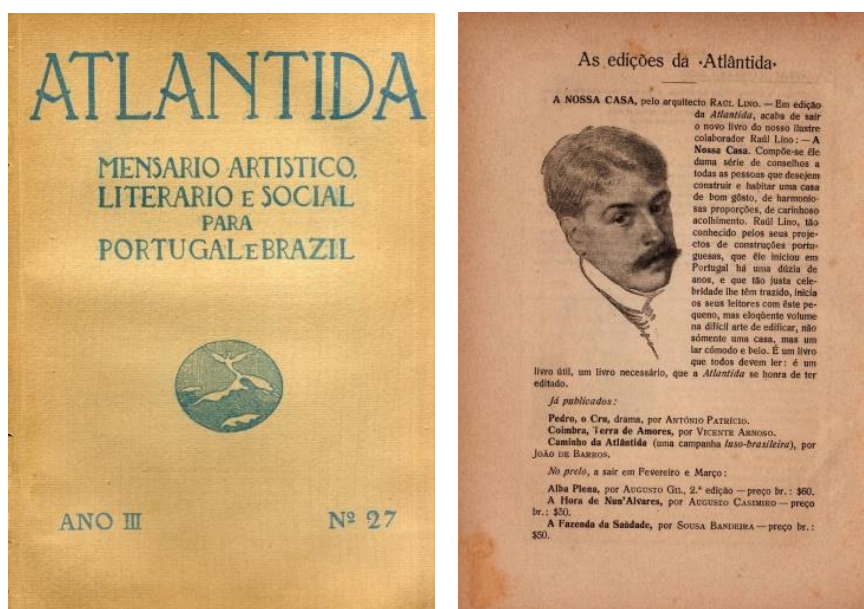 ATLANTIDA
MENSARIO ARTISTICO,
LITERARIO E SOCIAL
PARA
PORTUGAL E BRAZIL
ANO III
Nº 27
As edições da «Atlântida»
A NOSSA CASA, pelo arquitecto RAÚL LINO. — Em edição
da Atlantida, acaba de sair
o novo livro do nosso ilustre
colaborador Raúl Lino: — A
Nossa Casa. Compõe-se êle
duma série de conselhos a
todas as pessoas que desejem
construir e habitar uma casa
de bom gôsto, de harmonio-
sas proporções, de carinhoso
acolhimento. Raúl Lino, tão
conhecido pelos seus proje-
ctos de construções portu-
guesas, que êle iniciou em
Portugal há uma dúzia de
anos, e que tão justa cele-
bridade lhe têm trazido, inicia
os seus leitores com êste pe-
queno, mas eloqüente volume
na difícil arte de edificar, não
sómente uma casa, mas um
lar cómodo e belo. É um livro
que todos devem ler: é um
livro útil, um livro necessário, que a Atlantida se honra de ter
editado.
Já publicados:
Pedro, o Cru, drama, por ANTÓNIO PATRÍCIO.
Coimbra, Terra de Amores, por VICENTE ARNOSO.
Caminho da Atlântida (uma campanha luso-brasileira), por
JOÃO DE BARROS.
No prelo, a sair em Fevereiro e Março:
Alba Plena, por AUGUSTO GIL, 2.ª edição — preço br.: $60.
A Hora de Nun'Alvares, por AUGUSTO CASIMIRO — preço
br.: $30.
A Fazenda da Saùdade, por SOUSA BANDEIRA — preço br.:
$50.